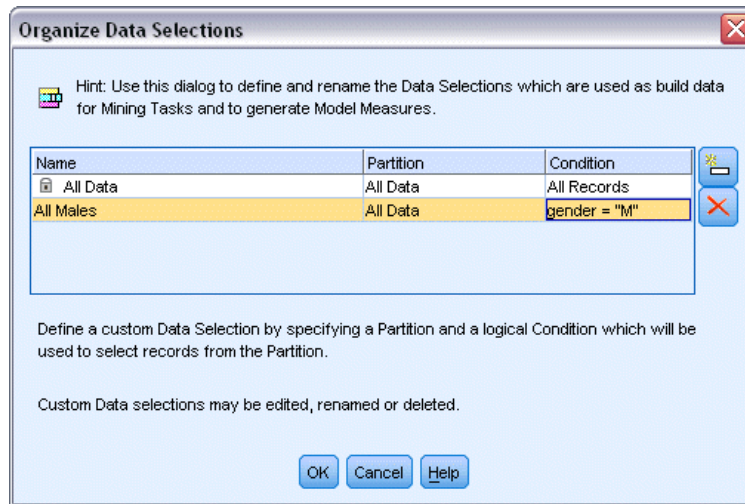 Organize Data Selections
Hint: Use this dialog to define and rename the Data Selections which are used as build data
for Mining Tasks and to generate Model Measures.
Name Partition Condition
All Data All Data All Records
All Males All Data gender = "M"
Define a custom Data Selection by specifying a Partition and a logical Condition which will be
used to select records from the Partition.
Custom Data selections may be edited, renamed or deleted.
OK Cancel Help